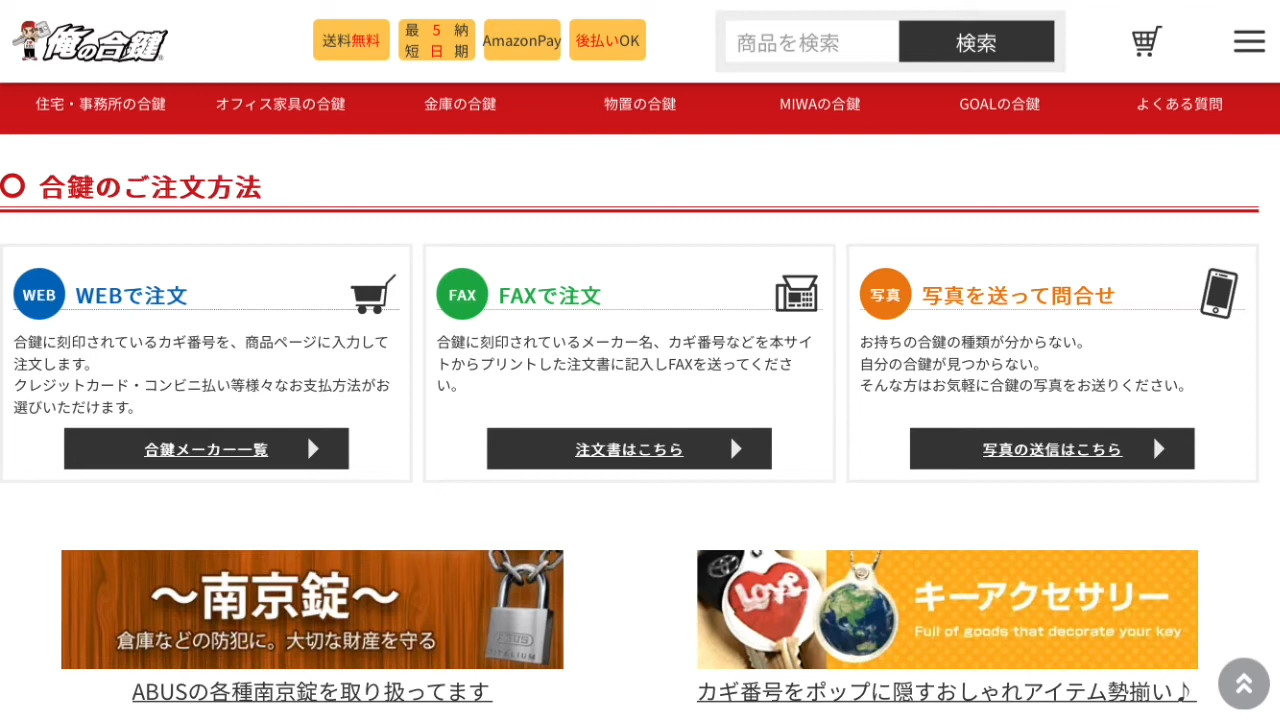 俺の合鍵
送料無料
最短5日納期
AmazonPay
後払いOK
商品を検索
検索
住宅・事務所の合鍵
オフィス家具の合鍵
金庫の合鍵
物置の合鍵
MIWAの合鍵
GOALの合鍵
よくある質問
合鍵のご注文方法
WEB WEBで注文
合鍵に刻印されているカギ番号を、商品ページに入力して
注文します。
クレジットカード・コンビニ払い等様々なお支払方法がお
選びいただけます。
合鍵メーカー一覧
FAX FAXで注文
合鍵に刻印されているメーカー名、カギ番号などを本サイ
トからプリントした注文書に記入しFAXを送ってくださ
い。
注文書はこちら
写真 写真を送って問合せ
お持ちの合鍵の種類が分からない。
自分の合鍵が見つからない。
そんな方はお気軽に合鍵の写真をお送りください。
写真の送信はこちら
〜南京錠〜
倉庫などの防犯に。大切な財産を守る
ABUS
TITALIUM
ABUSの各種南京錠を取り扱ってます
Love
キーアクセサリー
Full of goods that decorate your key
カギ番号をポップに隠すおしゃれアイテム勢揃い♪